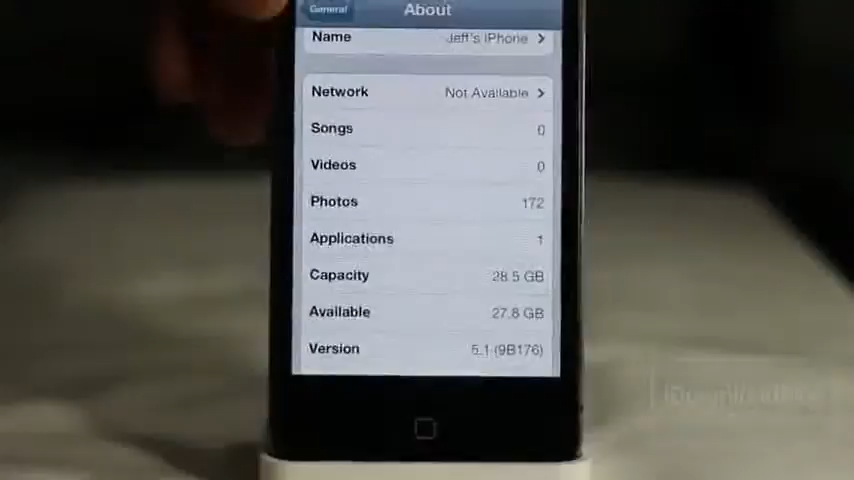 General
About
Name Jeff's iPhone
Network Not Available
Songs 0
Videos 0
Photos 172
Applications 1
Capacity 28.5 GB
Available 27.8 GB
Version 5.1 (9B176)